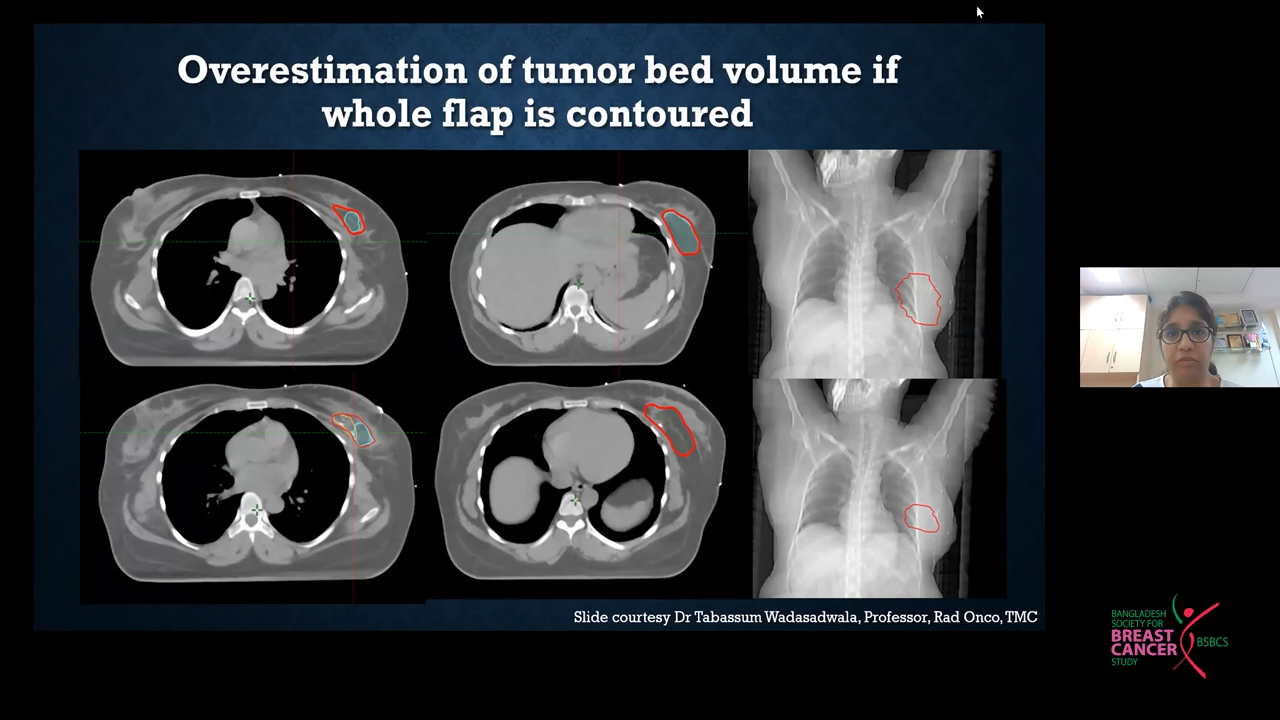 Overestimation of tumor bed volume if
whole flap is contoured
Slide courtesy Dr Tabassum Wadasadwala, Professor, Rad Onco, TMC
BANGLADESH
SOCIETY FOR
BREAST
CANCER
STUDY
BSBCS